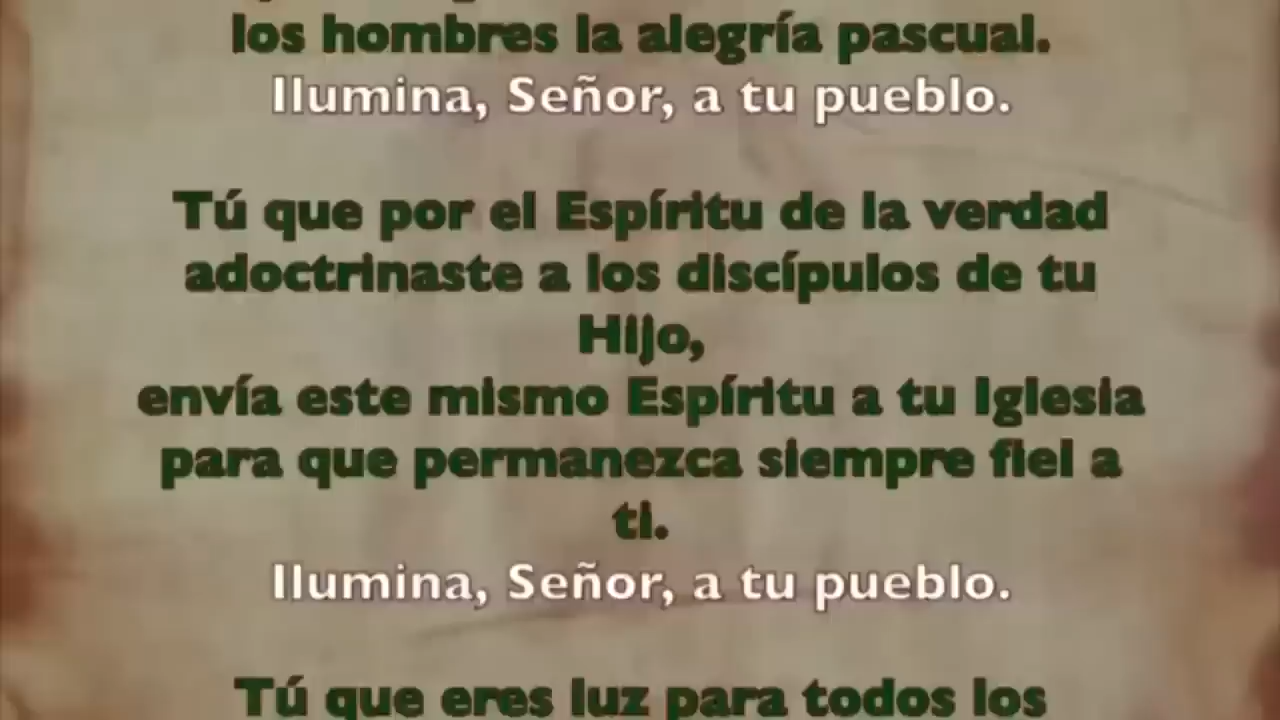 los hombres la alegría pascual.
Ilumina, Señor, a tu pueblo.
Tú que por el Espíritu de la verdad
adoctrinaste a los discípulos de tu
Hijo,
envía este mismo Espíritu a tu Iglesia
para que permanezca siempre fiel a
ti.
Ilumina, Señor, a tu pueblo.
Tú que eres luz para todos los